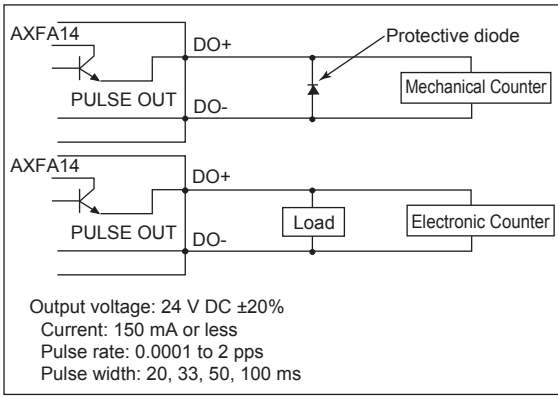 AXFA14
DO+
Protective diode
PULSE OUT
Mechanical Counter
DO-
AXFA14
DO+
PULSE OUT
Load
Electronic Counter
DO-
Output voltage: 24 V DC ±20%
Current: 150 mA or less
Pulse rate: 0.0001 to 2 pps
Pulse width: 20, 33, 50, 100 ms